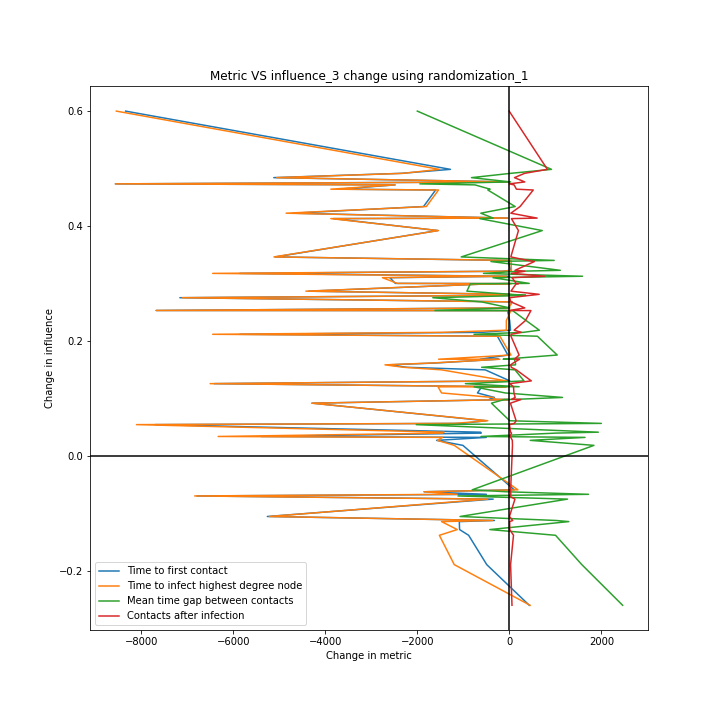 Metric VS influence_3 change using randomization_1
Change in influence
0.6
0.4
0.2
0.0
−0.2
Time to first contact
Time to infect highest degree node
Mean time gap between contacts
Contacts after infection
−8000 −6000 −4000 −2000 0 2000
Change in metric